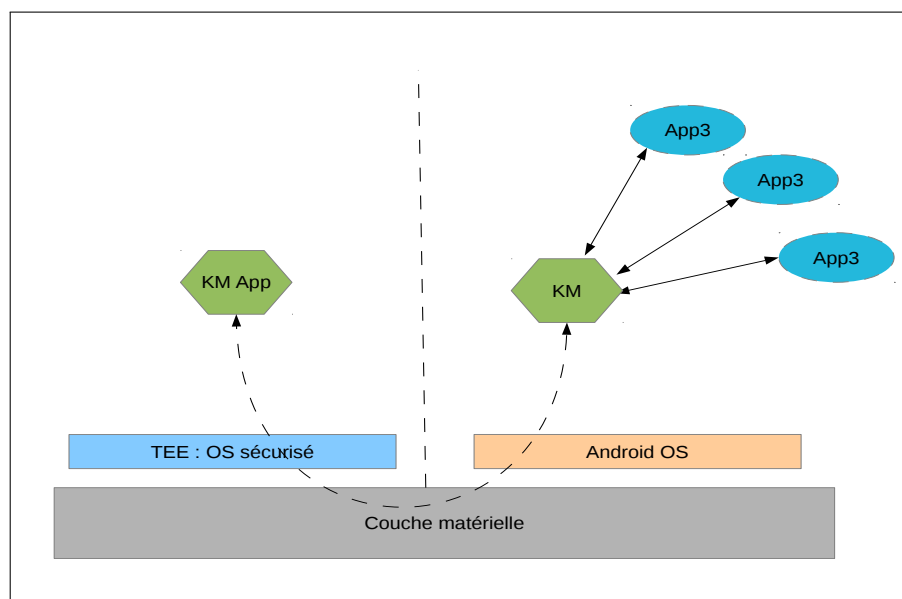 App3
App3
App3
KM App
KM
TEE : OS sécurisé
Android OS
Couche matérielle